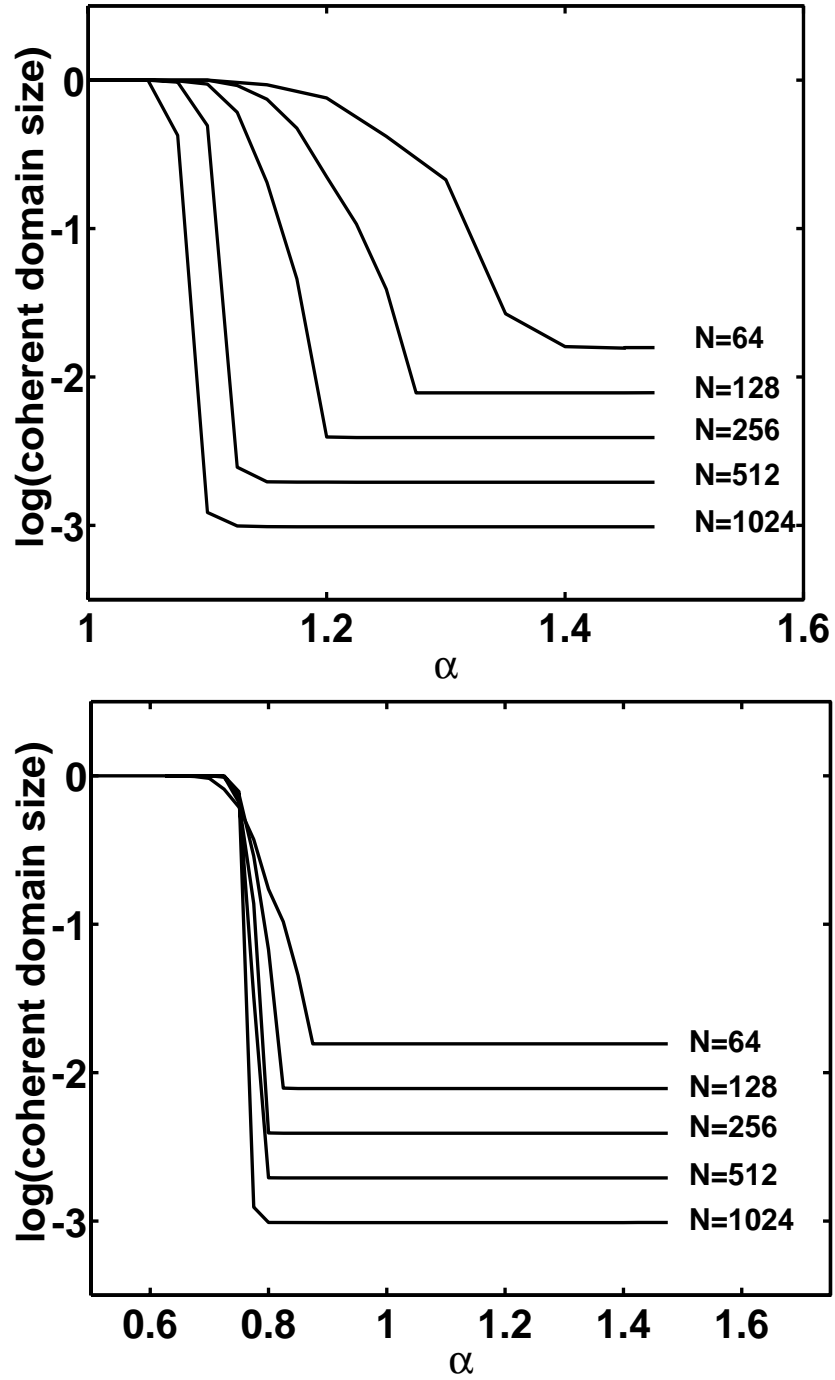 log(coherent domain size)
0
-1
-2
-3
N=64
N=128
N=256
N=512
N=1024
1
1.2
1.4
1.6
α
log(coherent domain size)
0
-1
-2
-3
N=64
N=128
N=256
N=512
N=1024
0.6
0.8
1
1.2
1.4
1.6
α